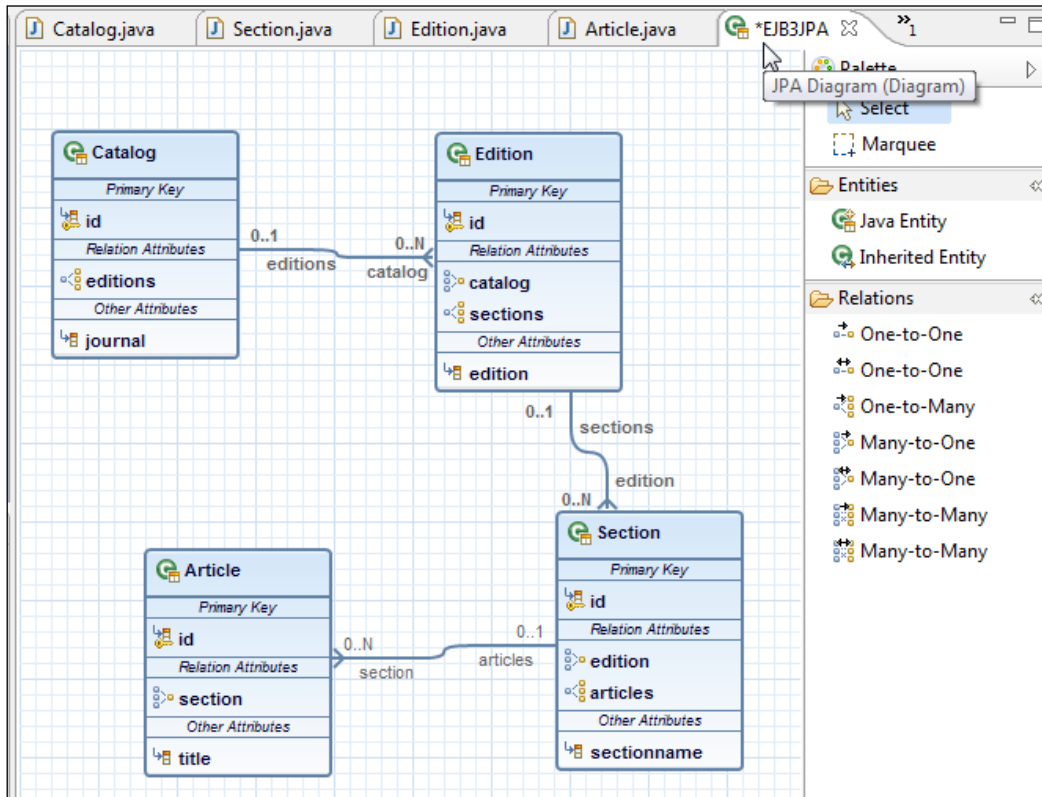 Catalog.java
Section.java
Edition.java
Article.java
*EJB3JPA
»1
Palette
JPA Diagram (Diagram)
Select
Marquee
Entities
Java Entity
Inherited Entity
Relations
One-to-One
One-to-One
One-to-Many
Many-to-One
Many-to-One
Many-to-Many
Many-to-Many
Catalog
Primary Key
id
Relation Attributes
editions
Other Attributes
journal
0..1
editions
0..N
catalog
Edition
Primary Key
id
Relation Attributes
catalog
sections
Other Attributes
edition
0..1
sections
edition
0..N
Section
Primary Key
id
Relation Attributes
edition
articles
Other Attributes
sectionname
0..1
articles
0..N
section
Article
Primary Key
id
Relation Attributes
section
Other Attributes
title